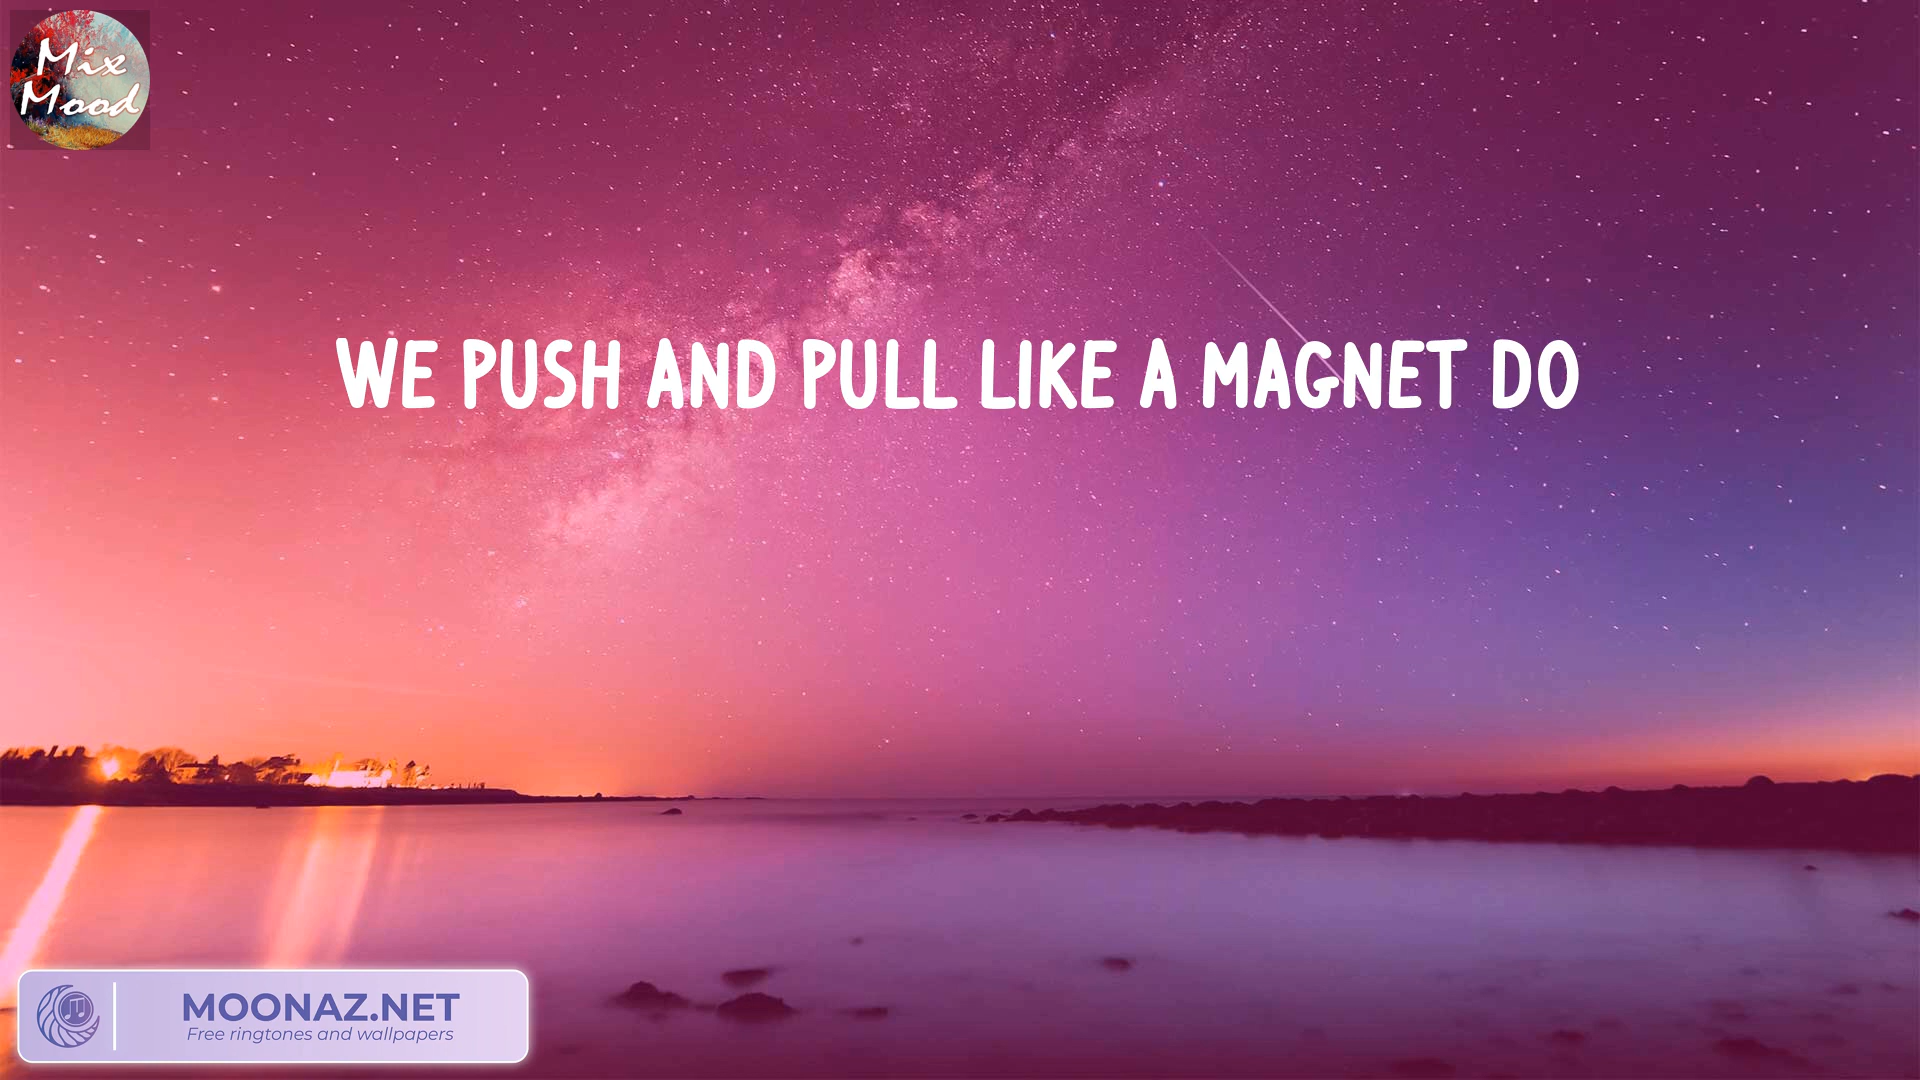 Mix
Mood
WE PUSH AND PULL LIKE A MAGNET DO
MOONAZ.NET
Free ringtones and wallpapers